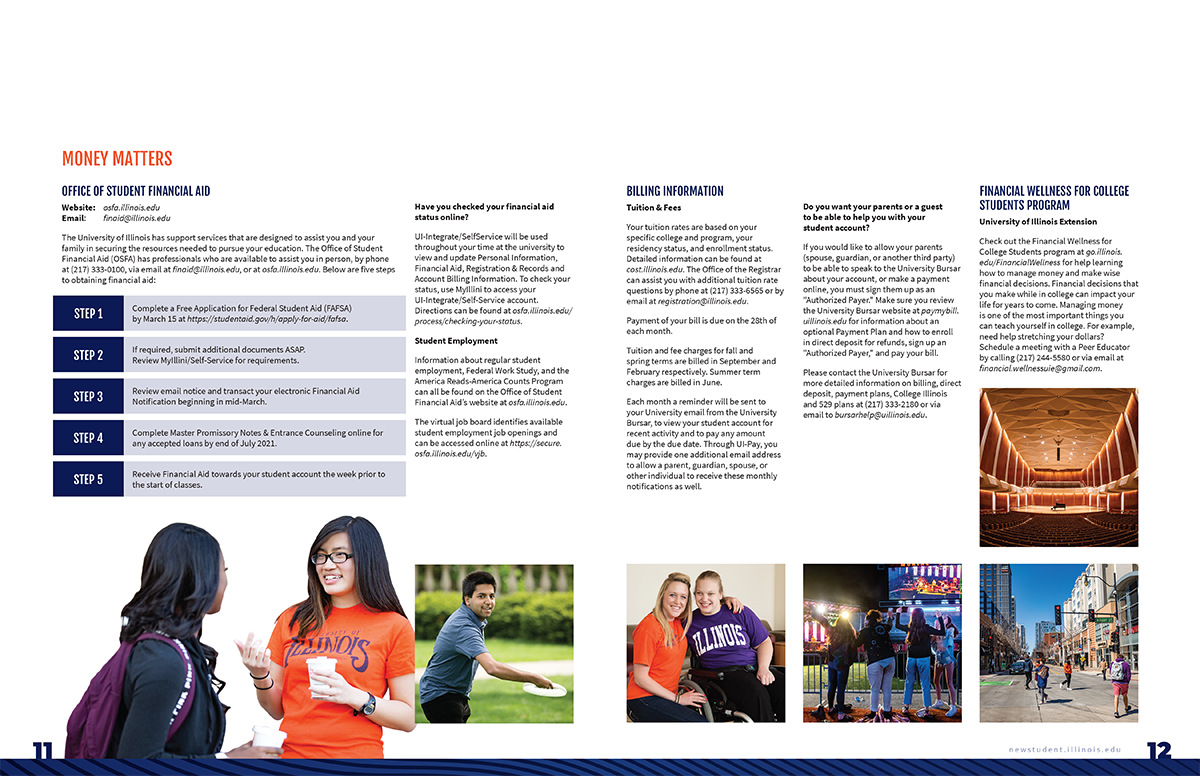 MONEY MATTERS
OFFICE OF STUDENT FINANCIAL AID
Website: osfa.illinois.edu
Email: finaid@illinois.edu
The University of Illinois has support services that are designed to assist you and your
family in securing the resources needed to pursue your education. The Office of Student
Financial Aid (OSFA) has professionals who are available to assist you in person, by phone
at (217) 333-0100, via email at finaid@illinois.edu, or at osfa.illinois.edu. Below are five steps
to obtaining financial aid:
STEP 1
Complete a Free Application for Federal Student Aid (FAFSA)
by March 15 at https://studentaid.gov/h/apply-for-aid/fafsa.
STEP 2
If required, submit additional documents ASAP.
Review MyIllini/Self-Service for requirements.
STEP 3
Review email notice and transact your electronic Financial Aid
Notification beginning in mid-March.
STEP 4
Complete Master Promissory Notes & Entrance Counseling online for
any accepted loans by end of July 2021.
STEP 5
Receive Financial Aid towards your student account the week prior to
the start of classes.
Have you checked your financial aid
status online?
UI-Integrate/SelfService will be used
throughout your time at the university to
view and update Personal Information,
Financial Aid, Registration & Records and
Account Billing Information. To check your
status, use MyIllini to access your
UI-Integrate/Self-Service account.
Directions can be found at osfa.illinois.edu/
process/checking-your-status.
Student Employment
Information about regular student
employment, Federal Work Study, and the
America Reads-America Counts Program
can all be found on the Office of Student
Financial Aid's website at osfa.illinois.edu.
The virtual job board identifies available
student employment job openings and
can be accessed online at https://secure.
osfa.illinois.edu/vjb.
BILLING INFORMATION
Tuition & Fees
Your tuition rates are based on your
specific college and program, your
residency status, and enrollment status.
Detailed information can be found at
cost.illinois.edu. The Office of the Registrar
can assist you with additional tuition rate
questions by phone at (217) 333-6565 or by
email at registration@illinois.edu.
Payment of your bill is due on the 28th of
each month.
Tuition and fee charges for fall and
spring terms are billed in September and
February respectively. Summer term
charges are billed in June.
Each month a reminder will be sent to
your University email from the University
Bursar, to view your student account for
recent activity and to pay any amount
due by the due date. Through UI-Pay, you
may provide one additional email address
to allow a parent, guardian, spouse, or
other individual to receive these monthly
notifications as well.
Do you want your parents or a guest
to be able to help you with your
student account?
If you would like to allow your parents
(spouse, guardian, or another third party)
to be able to speak to the University Bursar
about your account, or make a payment
online, you must sign them up as an
"Authorized Payer." Make sure you review
the University Bursar website at paymybill.
uillinois.edu for information about an
optional Payment Plan and how to enroll
in direct deposit for refunds, sign up an
"Authorized Payer," and pay your bill.
Please contact the University Bursar for
more detailed information on billing, direct
deposit, payment plans, College Illinois
and 529 plans at (217) 333-2180 or via
email to bursarhelp@uillinois.edu.
FINANCIAL WELLNESS FOR COLLEGE
STUDENTS PROGRAM
University of Illinois Extension
Check out the Financial Wellness for
College Students program at go.illinois.
edu/FinancialWellness for help learning
how to manage money and make wise
financial decisions. Financial decisions that
you make while in college can impact your
life for years to come. Managing money
is one of the most important things you
can teach yourself in college. For example,
need help stretching your dollars?
Schedule a meeting with a Peer Educator
by calling (217) 244-5580 or via email at
financial.wellnessuie@gmail.com.
ILLINOIS
ILLINOIS
11
newstudent.illinois.edu
12